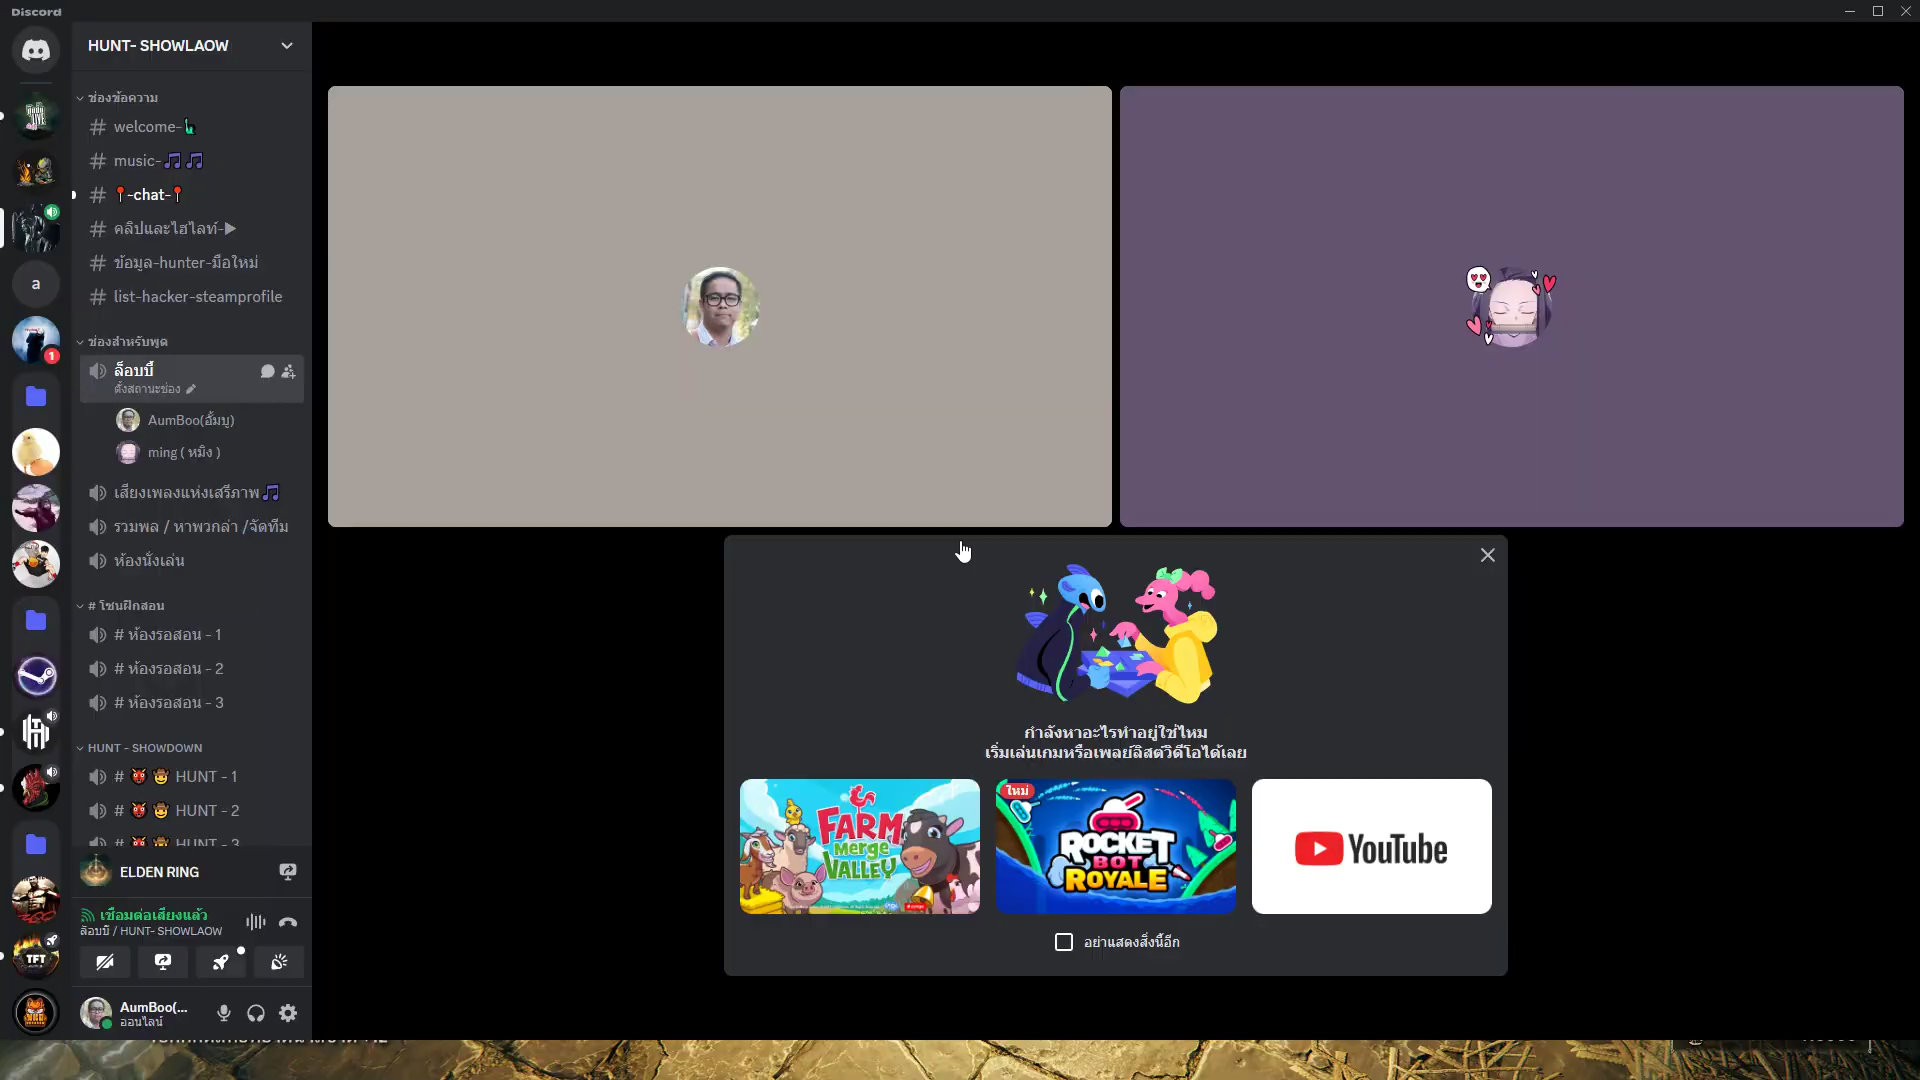 Discord
HUNT- SHOWLAOW
ช่องข้อความ
welcome-
music-
-chat-
คลิปและไฮไลท์-
ข้อมูล-hunter-มือใหม่
list-hacker-steamprofile
a
1
ช่องสำหรับพูด
ล็อบบี้
ตั้งสถานะช่อง
AumBoo(อั้มบู)
ming ( หมิง )
เสียงเพลงแห่งเสรีภาพ
รวมพล / หาพวกล่า /จัดทีม
ห้องนั่งเล่น
# โซนฝึกสอน
# ห้องรอสอน - 1
# ห้องรอสอน - 2
# ห้องรอสอน - 3
HUNT - SHOWDOWN
# HUNT - 1
# HUNT - 2
# HUNT - 3
ELDEN RING
เชื่อมต่อเสียงแล้ว
ล็อบบี้ / HUNT- SHOWLAOW
TFT
AumBoo(...
ออนไลน์
กำลังหาอะไรทำอยู่ใช่ไหม
เริ่มเล่นเกมหรือเพลย์ลิสต์วิดีโอได้เลย
FARM
Merge
VALLEY
ใหม่
ROCKET
BOT
ROYALE
YouTube
อย่าแสดงสิ่งนี้อีก